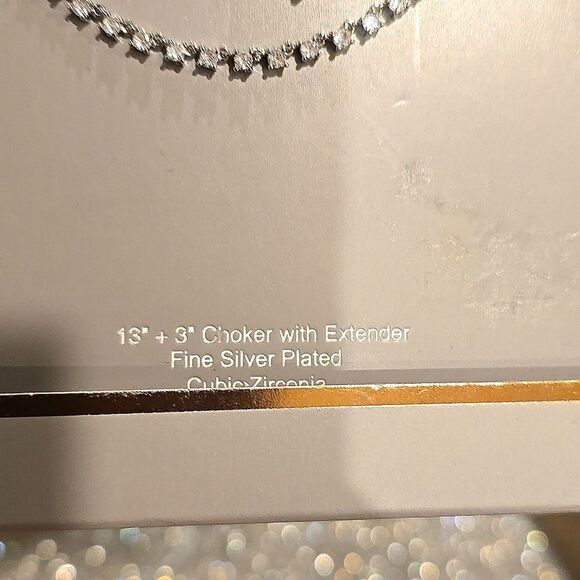 13" + 3" Choker with Extender
Fine Silver Plated
Cubic Zirconia